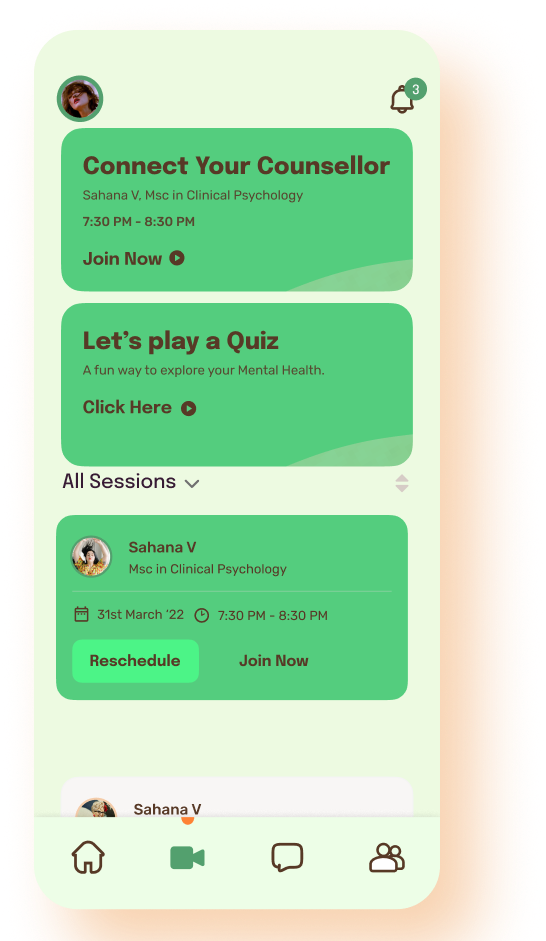 3
Connect Your Counsellor
Sahana V, Msc in Clinical Psychology
7:30 PM - 8:30 PM
Join Now
Let's play a Quiz
A fun way to explore your Mental Health.
Click Here
All Sessions
Sahana V
Msc in Clinical Psychology
31st March '22 7:30 PM - 8:30 PM
Reschedule Join Now
Sahana V